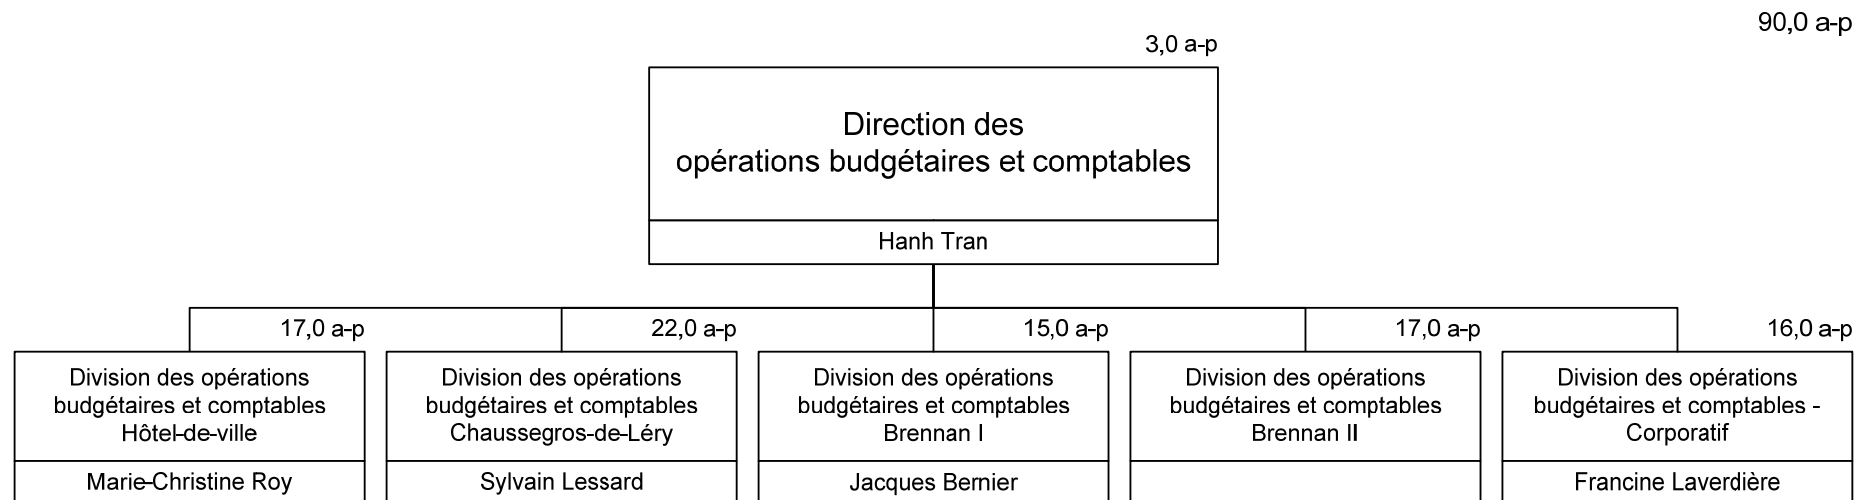 90,0 a-p
3,0 a-p
Direction des
opérations budgétaires et comptables
Hanh Tran
17,0 a-p
22,0 a-p
15,0 a-p
17,0 a-p
16,0 a-p
Division des opérations
budgétaires et comptables
Hôtel-de-ville
Marie-Christine Roy
Division des opérations
budgétaires et comptables
Chaussegros-de-Léry
Sylvain Lessard
Division des opérations
budgétaires et comptables
Brennan I
Jacques Bernier
Division des opérations
budgétaires et comptables
Brennan II
Division des opérations
budgétaires et comptables -
Corporatif
Francine Laverdière